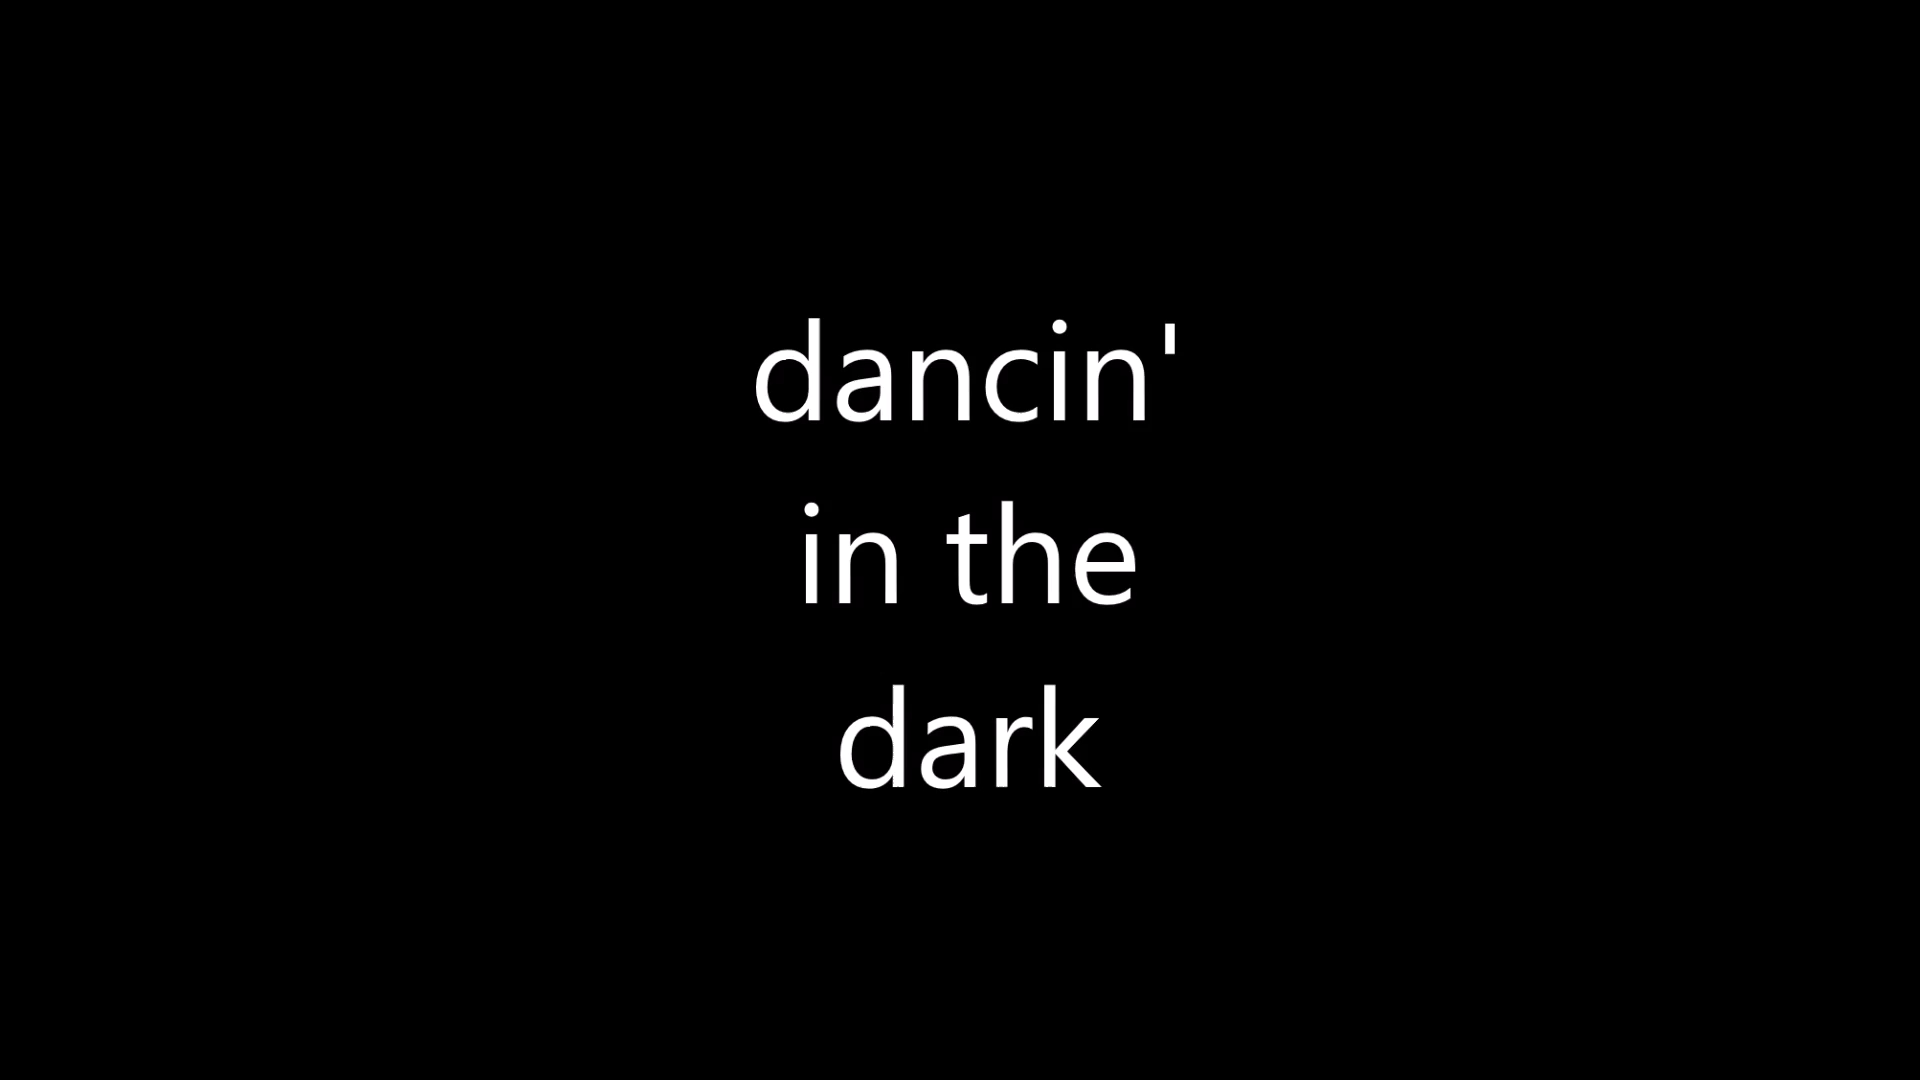 dancin'
in the
dark